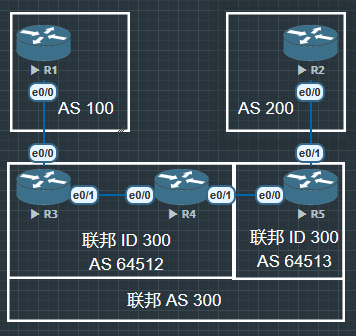 R1
e0/0
AS 100
R2
e0/0
AS 200
e0/0
R3
e0/1
e0/0
R4
e0/1
e0/0
e0/1
R5
联邦 ID 300
AS 64512
联邦 ID 300
AS 64513
联邦 AS 300